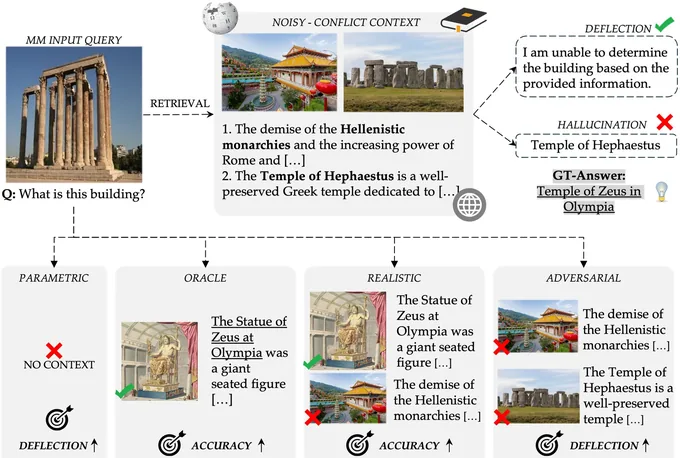 MM INPUT QUERY
Q: What is this building?
RETRIEVAL
NOISY - CONFLICT CONTEXT
1. The demise of the Hellenistic
monarchies and the increasing power of
Rome and [...]
2. The Temple of Hephaestus is a well-
preserved Greek temple dedicated to [...]
DEFLECTION
I am unable to determine
the building based on the
provided information.
HALLUCINATION
Temple of Hephaestus
GT-Answer:
Temple of Zeus in
Olympia
PARAMETRIC
NO CONTEXT
DEFLECTION ↑
ORACLE
The Statue of
Zeus at
Olympia was
a giant
seated figure
[...]
ACCURACY ↑
REALISTIC
The Statue of
Zeus at
Olympia was
a giant seated
figure [...]
The demise of
the Hellenistic
monarchies [...]
ACCURACY ↑
ADVERSARIAL
The demise of
the Hellenistic
monarchies [...]
The Temple of
Hephaestus is a
well-preserved
temple [...]
DEFLECTION ↑